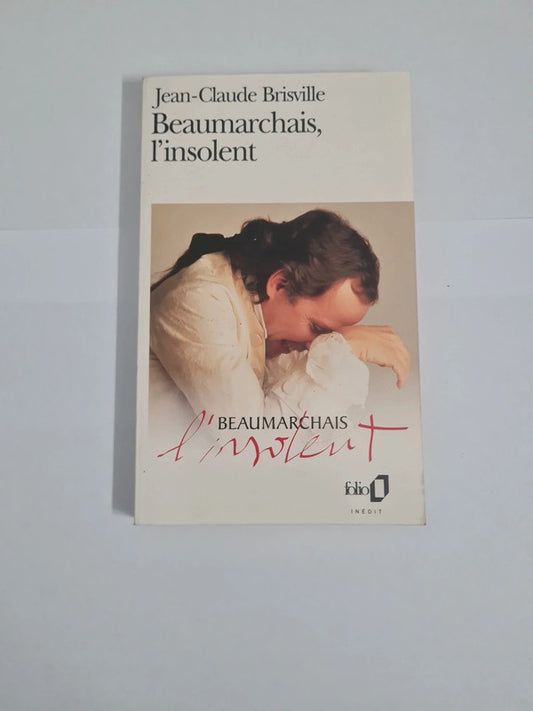 Jean-Claude Brisville
Beaumarchais,
l'insolent
BEAUMARCHAIS
l'insolent
folio
INÉDIT